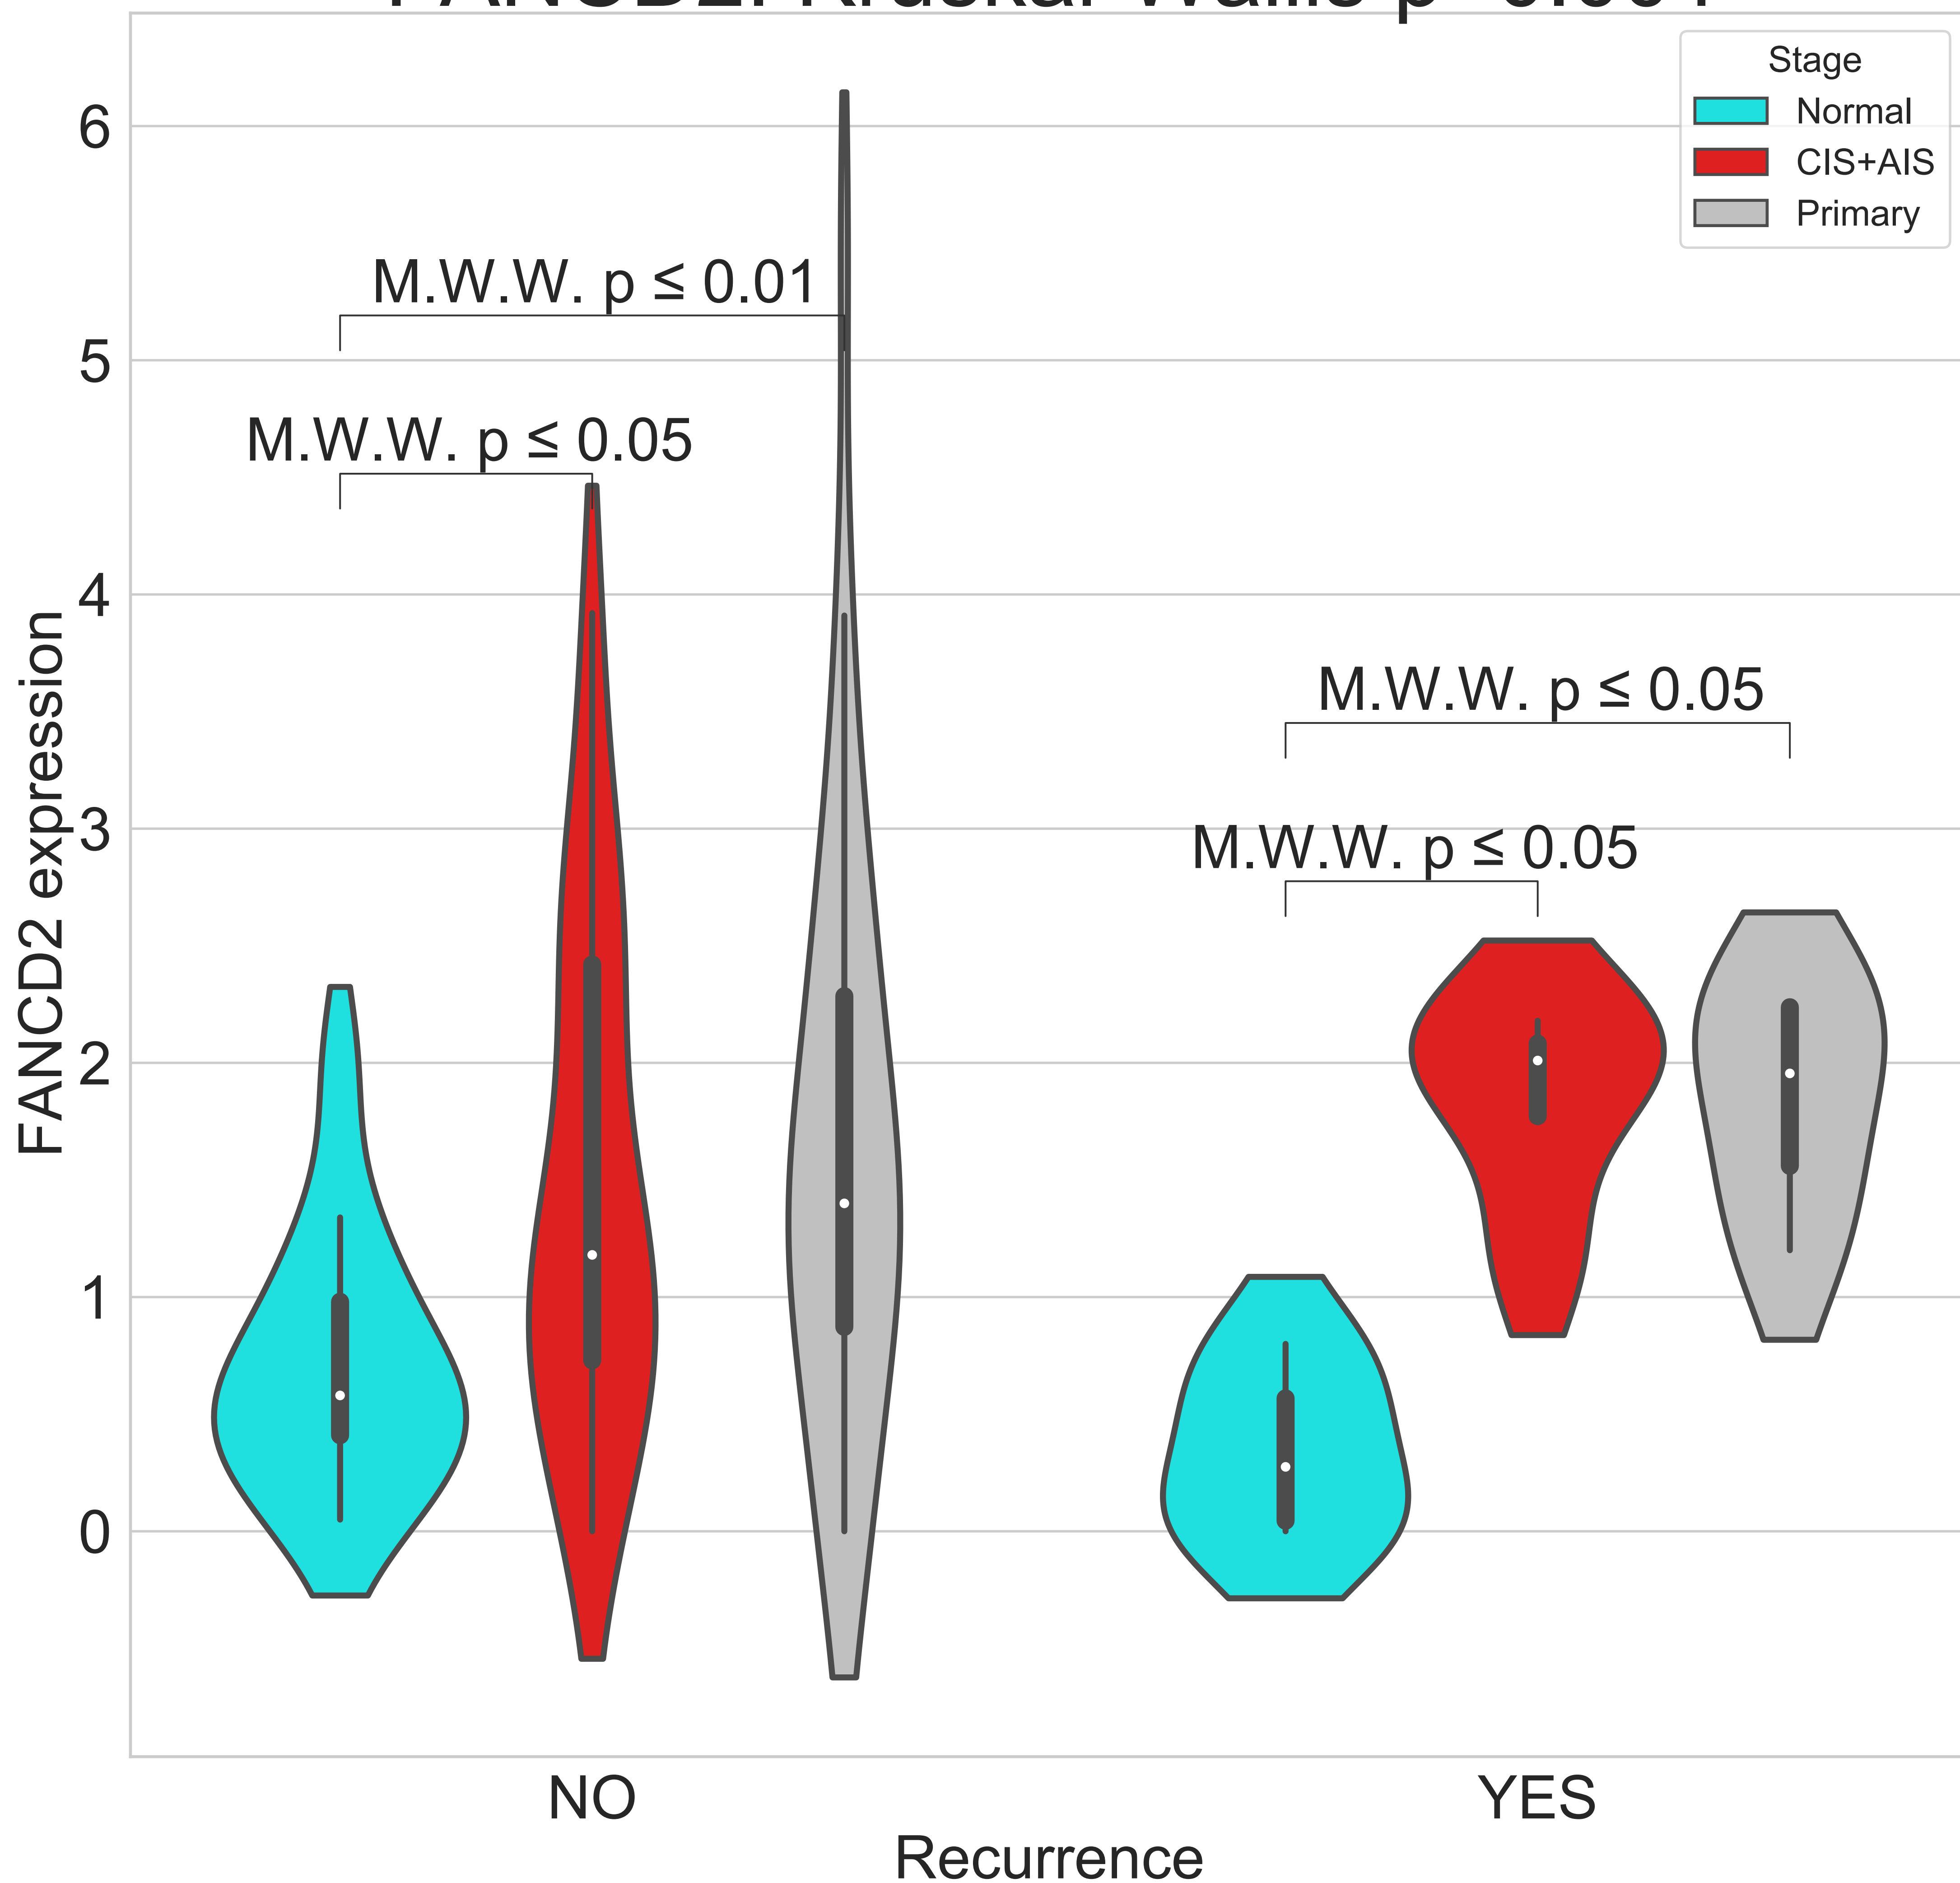 Stage
Normal
CIS+AIS
Primary
6
5
4
3
2
1
0
FANCD2 expression
M.W.W. p ≤ 0.01
M.W.W. p ≤ 0.05
M.W.W. p ≤ 0.05
M.W.W. p ≤ 0.05
NO
YES
Recurrence